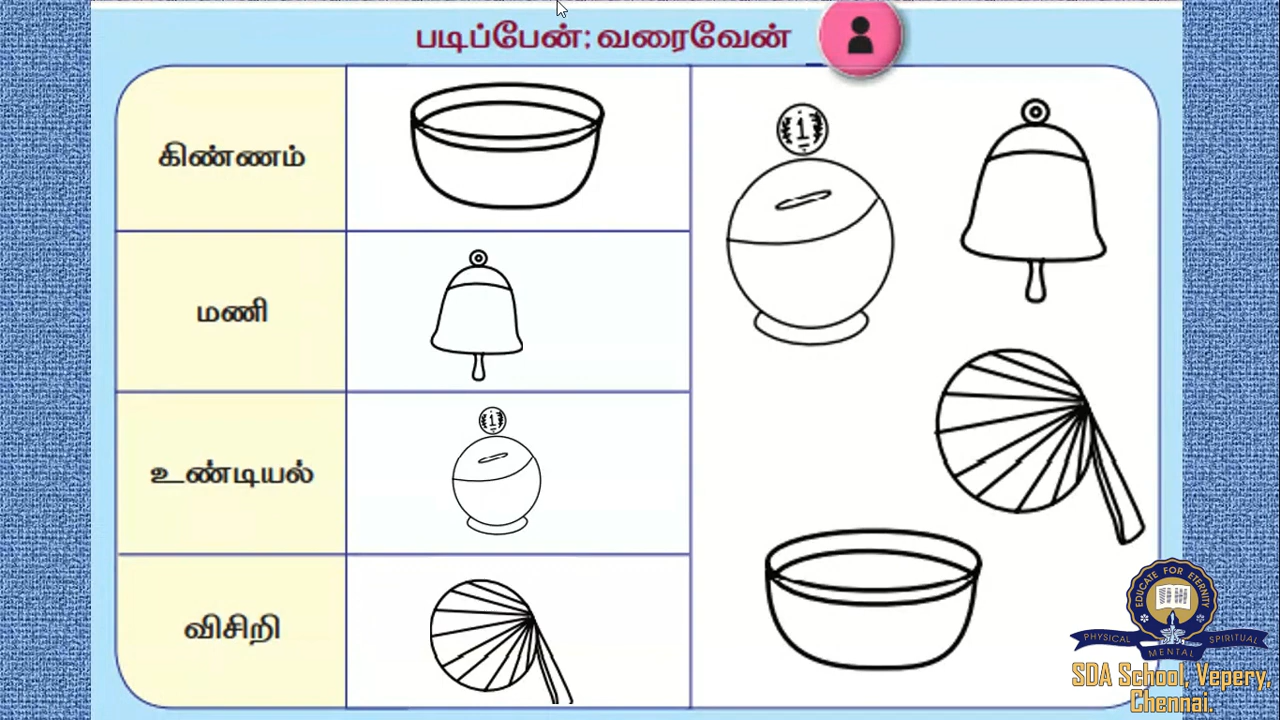 படிப்பேன்: வரைவேன்
கிண்ணம்
மணி
உண்டியல்
விசிறி
1
1
EDUCATE FOR ETERNITY
PHYSICAL
MENTAL
SPIRITUAL
SDA School, Vepery,
Chennai.